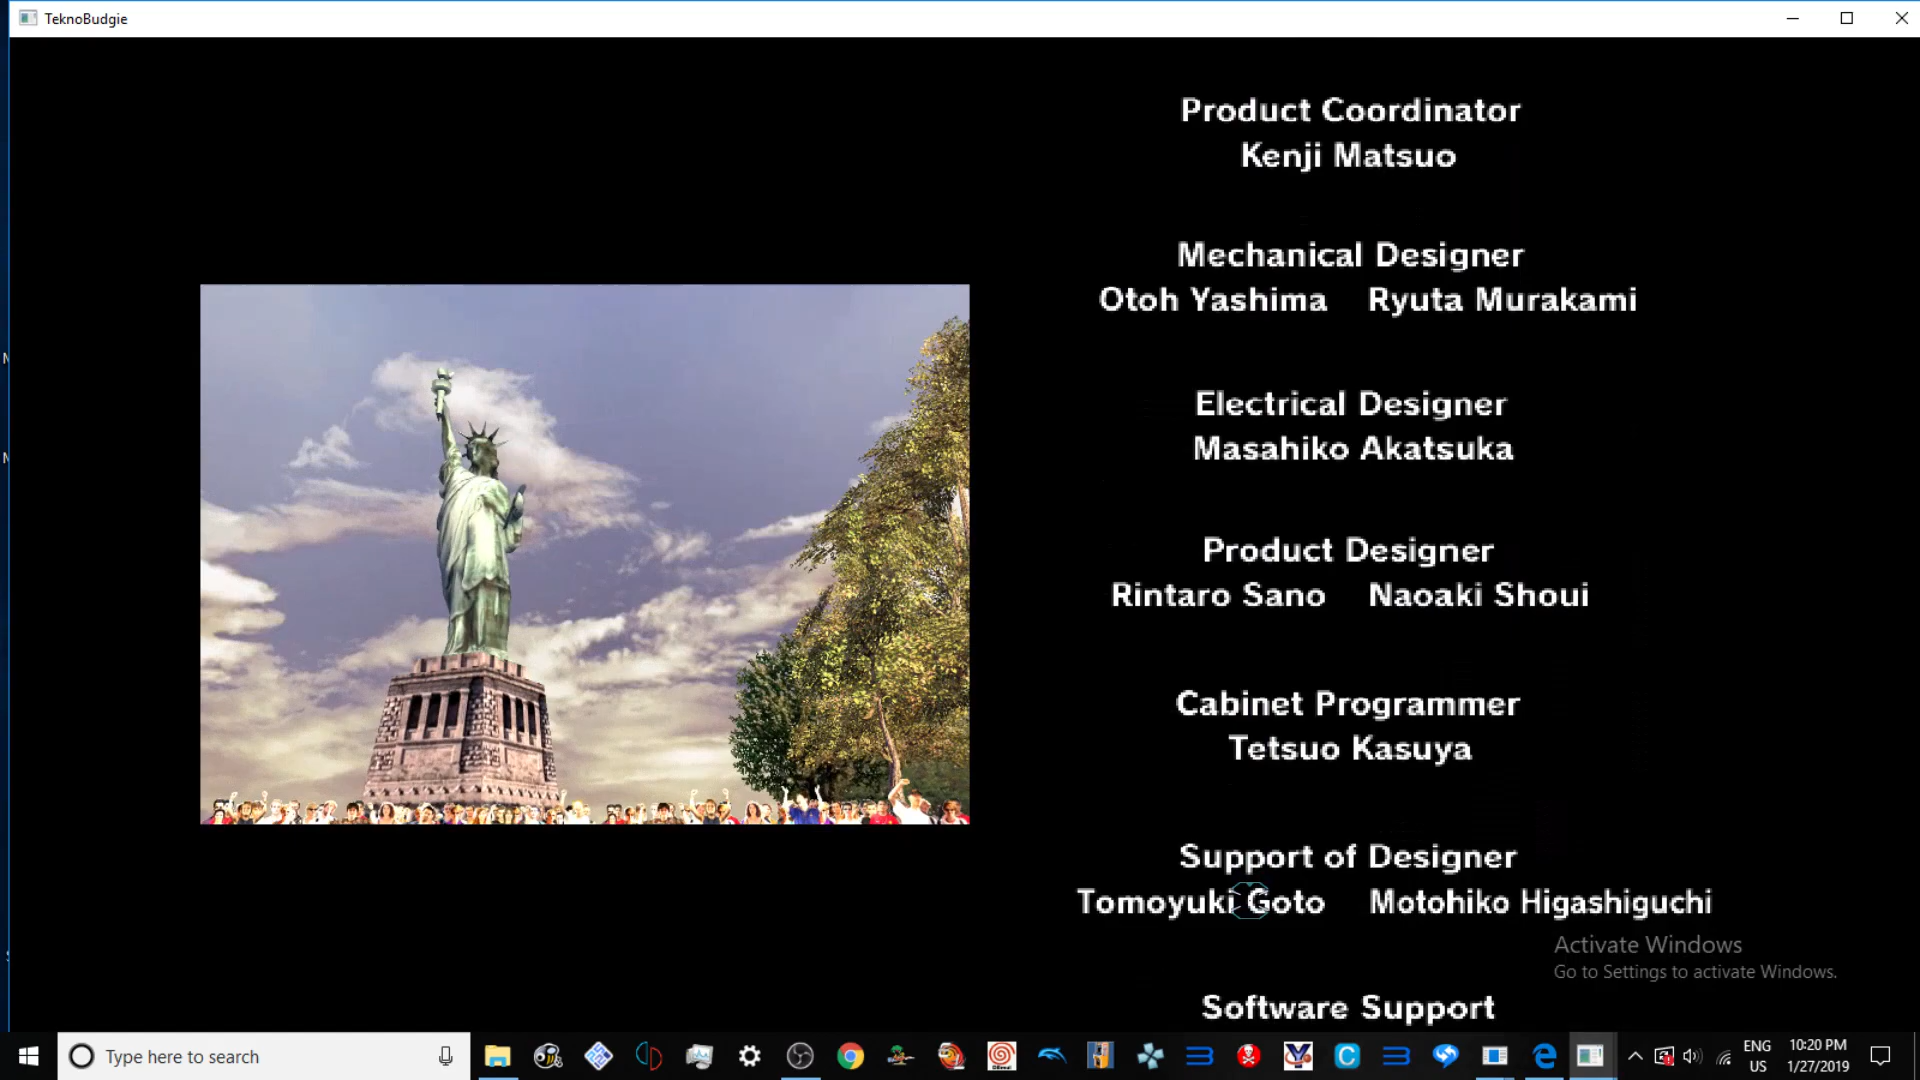 TeknoBudgie
Product Coordinator
Kenji Matsuo
Mechanical Designer
Otoh Yashima Ryuta Murakami
Electrical Designer
Masahiko Akatsuka
Product Designer
Rintaro Sano Naoaki Shoui
Cabinet Programmer
Tetsuo Kasuya
Support of Designer
Tomoyuki Goto Motohiko Higashiguchi
Activate Windows
Go to Settings to activate Windows.
Software Support
Type here to search
ENG
US
10:20 PM
1/27/2019